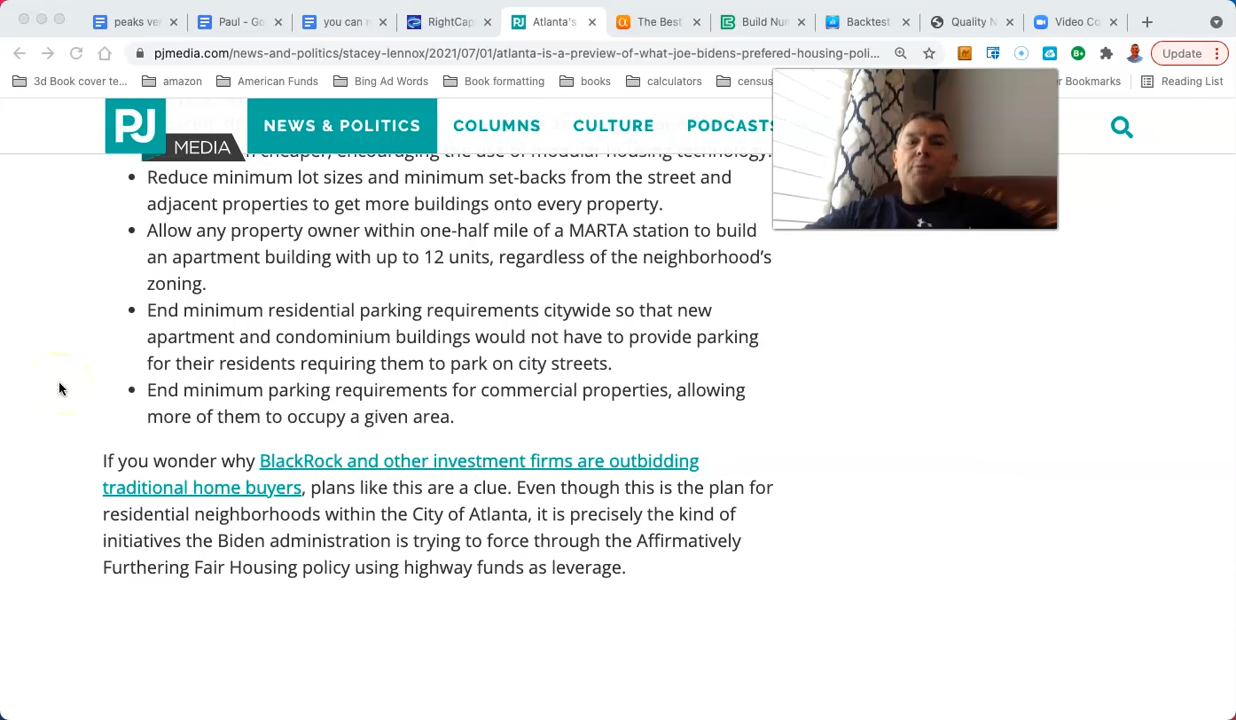 peaks ve
Paul - Go
you can r
RightCap
Atlanta's
The Best
Build Nu
Backtest
Quality N
Video Co
pjmedia.com/news-and-politics/stacey-lennox/2021/07/01/atlanta-is-a-preview-of-what-joe-bidens-prefered-housing-poli...
Update
3d Book cover te...
amazon
American Funds
Bing Ad Words
Book formatting
books
calculators
census
er Bookmarks
Reading List
PJ
MEDIA
NEWS & POLITICS
COLUMNS
CULTURE
PODCASTS
cheaper, encouraging the use of modular housing technology.
• Reduce minimum lot sizes and minimum set-backs from the street and
adjacent properties to get more buildings onto every property.
• Allow any property owner within one-half mile of a MARTA station to build
an apartment building with up to 12 units, regardless of the neighborhood's
zoning.
• End minimum residential parking requirements citywide so that new
apartment and condominium buildings would not have to provide parking
for their residents requiring them to park on city streets.
• End minimum parking requirements for commercial properties, allowing
more of them to occupy a given area.
If you wonder why BlackRock and other investment firms are outbidding
traditional home buyers, plans like this are a clue. Even though this is the plan for
residential neighborhoods within the City of Atlanta, it is precisely the kind of
initiatives the Biden administration is trying to force through the Affirmatively
Furthering Fair Housing policy using highway funds as leverage.